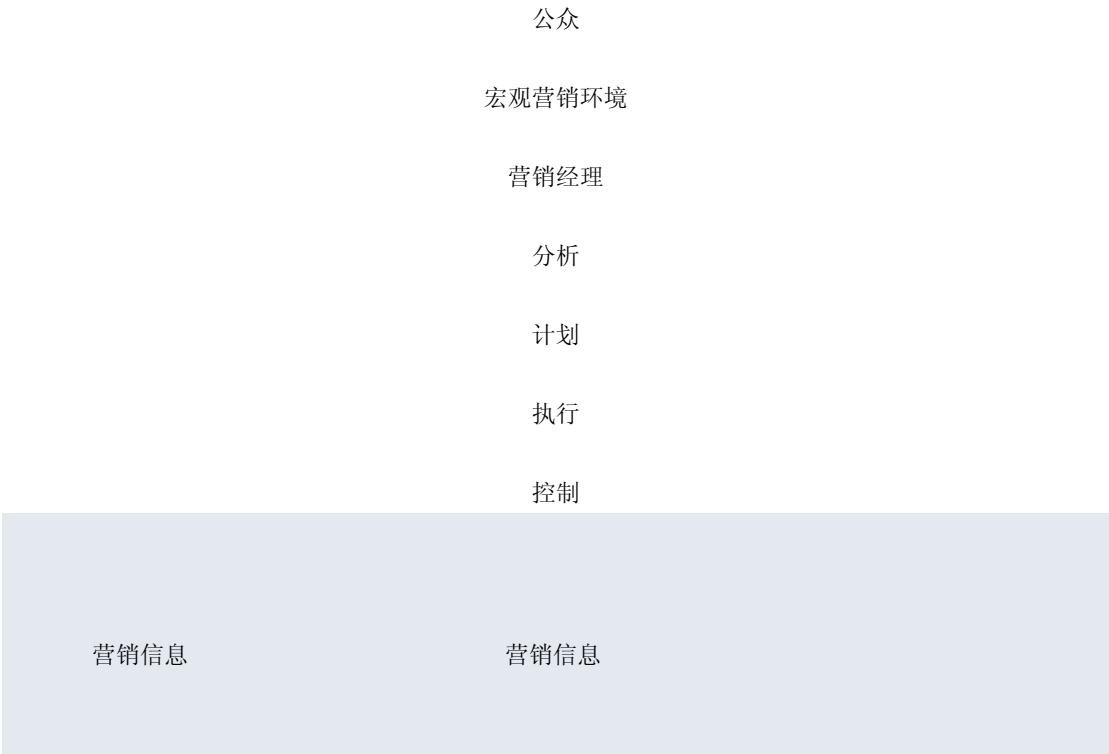 公众
宏观营销环境
营销经理
分析
计划
执行
控制
营销信息 营销信息